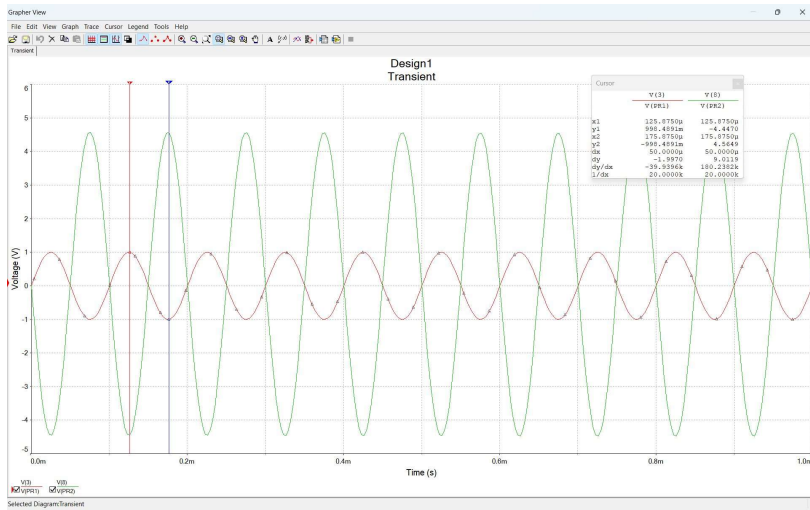 Grapher View
File Edit View Graph Trace Cursor Legend Tools Help
Transient
Design1
Transient
Cursor
V(3) V(8)
V(PR1) V(PR2)
x1 125.8750μ 125.8750μ
y1 998.4891m -4.4470
x2 175.8750μ 175.8750μ
y2 -998.4891m 4.5649
dx 50.0000μ 50.0000μ
dy -1.9970 9.0119
dy/dx -39.9396k 180.2382k
1/dx 20.0000k 20.0000k
6
5
4
3
2
1
0
-1
-2
-3
-4
-5
Voltage (V)
0.0m 0.2m 0.4m 0.6m 0.8m 1.0m
Time (s)
V(3) V(8)
V(PR1) V(PR2)
Selected Diagram:Transient